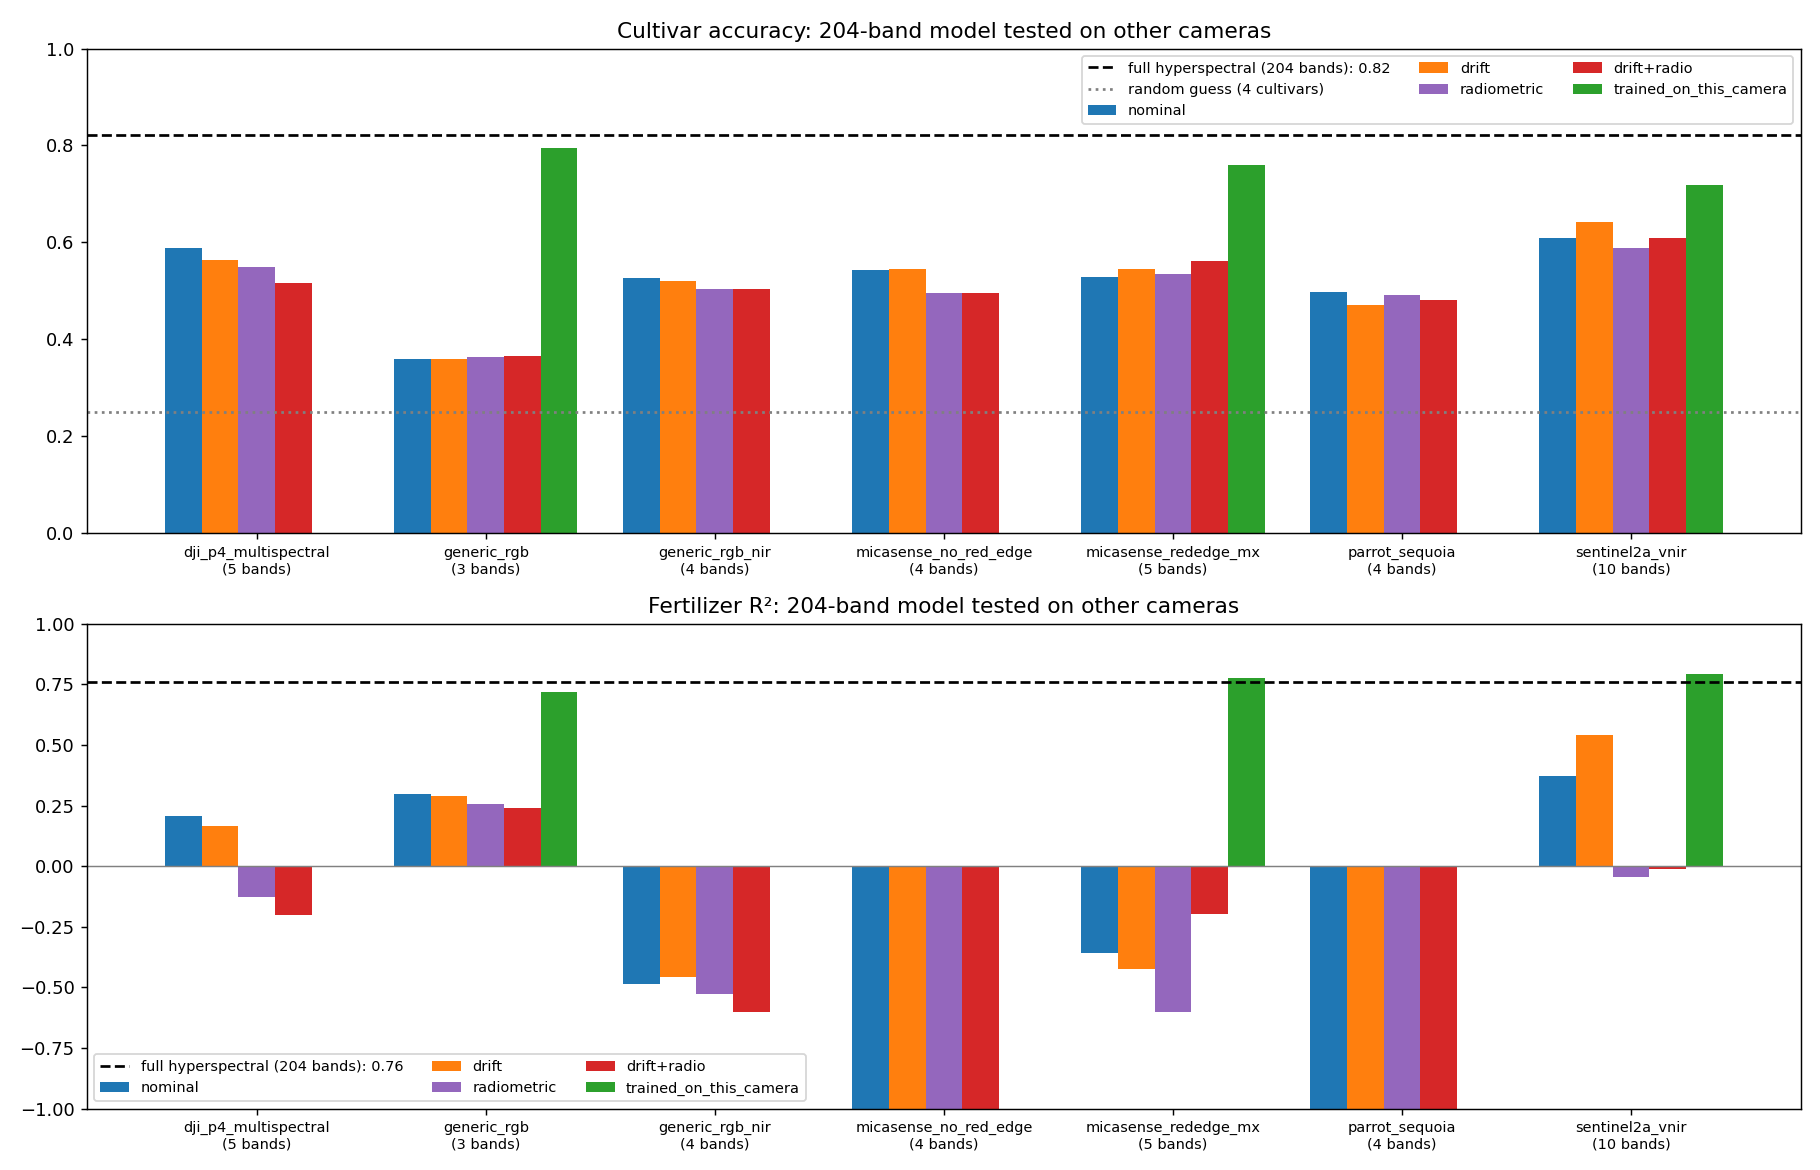 Cultivar accuracy: 204-band model tested on other cameras
1.0
0.8
0.6
0.4
0.2
0.0
full hyperspectral (204 bands): 0.82
random guess (4 cultivars)
nominal
drift
radiometric
drift+radio
trained_on_this_camera
dji_p4_multispectral
(5 bands)
generic_rgb
(3 bands)
generic_rgb_nir
(4 bands)
micasense_no_red_edge
(4 bands)
micasense_rededge_mx
(5 bands)
parrot_sequoia
(4 bands)
sentinel2a_vnir
(10 bands)
Fertilizer R²: 204-band model tested on other cameras
1.00
0.75
0.50
0.25
0.00
−0.25
−0.50
−0.75
−1.00
full hyperspectral (204 bands): 0.76
nominal
drift
radiometric
drift+radio
trained_on_this_camera
dji_p4_multispectral
(5 bands)
generic_rgb
(3 bands)
generic_rgb_nir
(4 bands)
micasense_no_red_edge
(4 bands)
micasense_rededge_mx
(5 bands)
parrot_sequoia
(4 bands)
sentinel2a_vnir
(10 bands)